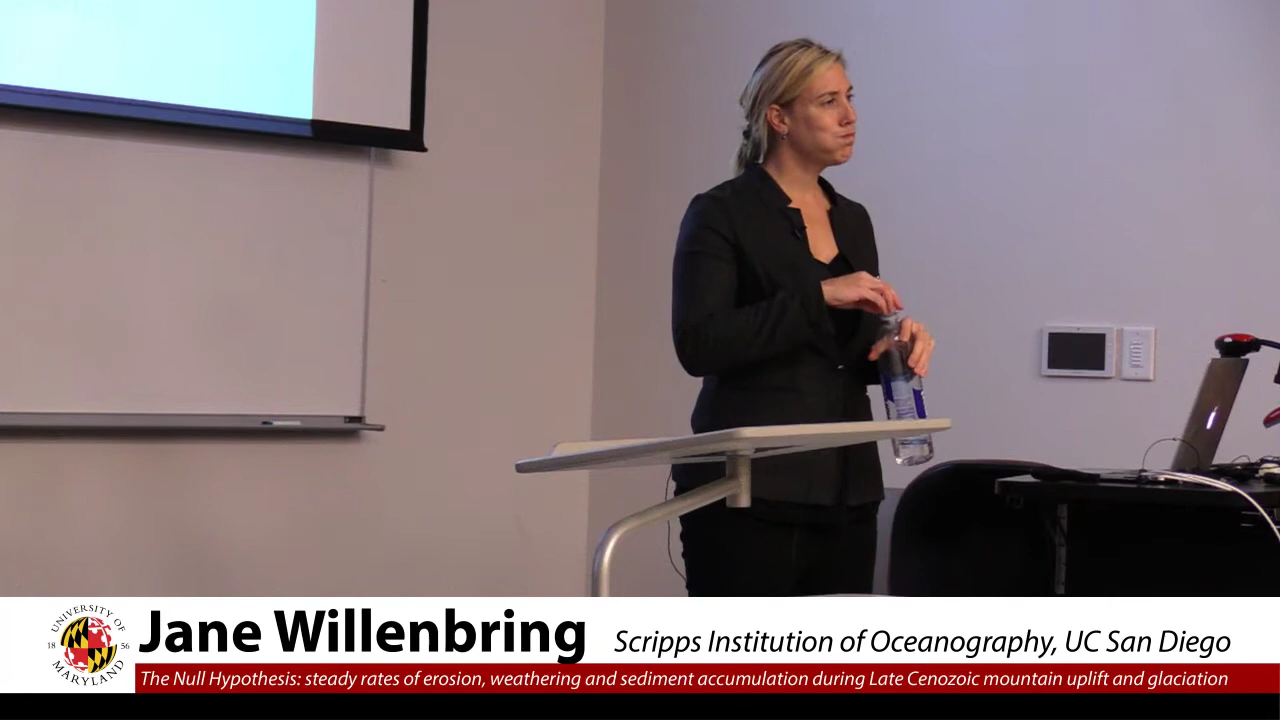 Jane Willenbring
Scripps Institution of Oceanography, UC San Diego
UNIVERSITY OF
18 56
MARYLAND
The Null Hypothesis: steady rates of erosion, weathering and sediment accumulation during Late Cenozoic mountain uplift and glaciation